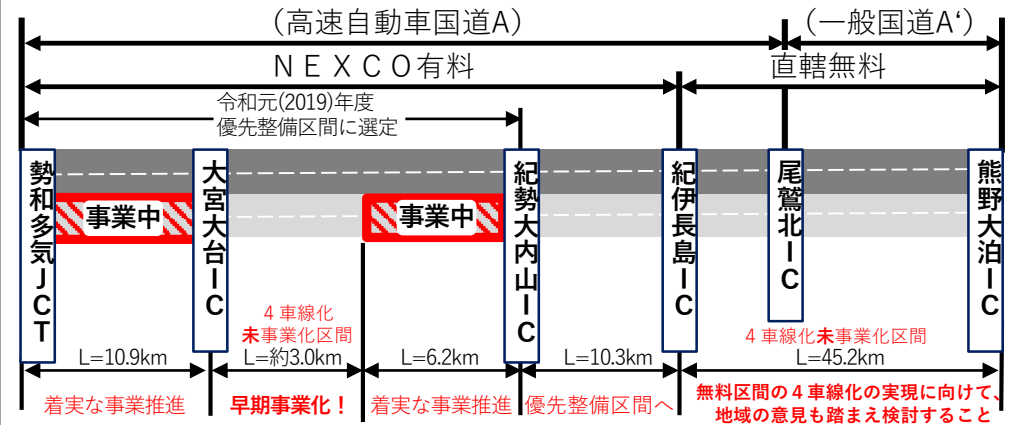 (高速自動車国道A)
(一般国道A‘)
NEXCO有料
直轄無料
令和元(2019)年度
優先整備区間に選定
勢和多気JCT
大宮大台IC
紀勢大内山IC
紀伊長島IC
尾鷲北IC
熊野大泊IC
事業中
事業中
4車線化
未事業化区間
4車線化未事業化区間
L=10.9km
L=約3.0km
L=6.2km
L=10.3km
L=45.2km
着実な事業推進
早期事業化!
着実な事業推進
優先整備区間へ
無料区間の4車線化の実現に向けて、
地域の意見も踏まえ検討すること